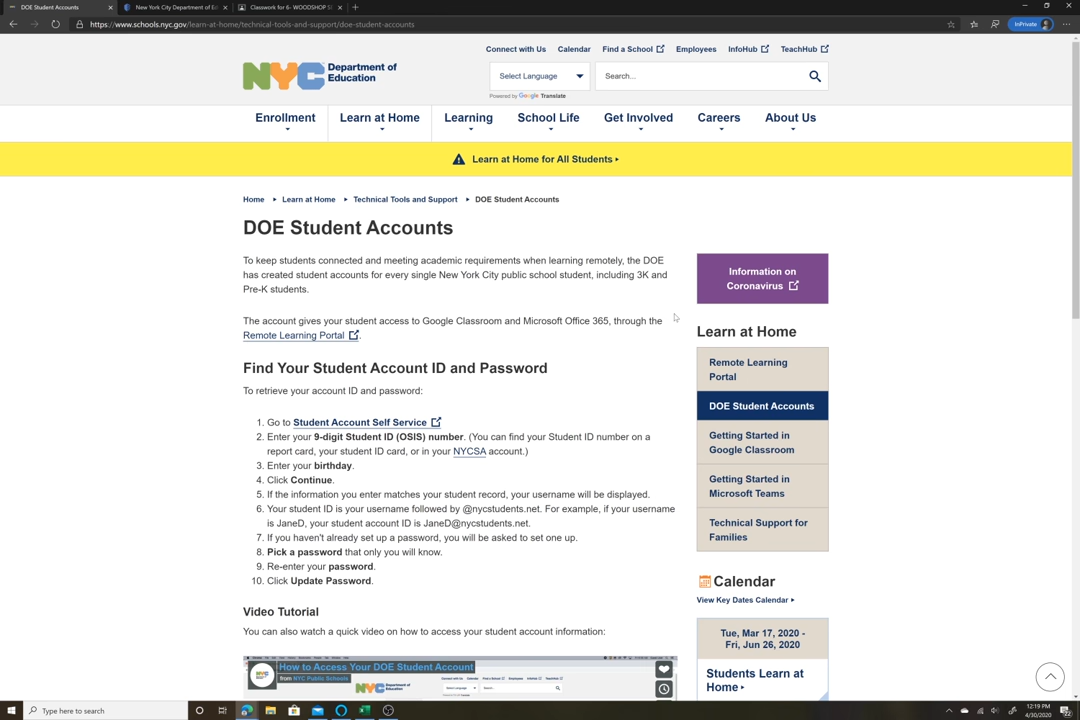 DOE Student Accounts
New York City Department of Ed
Classwork for 6- WOODSHOP
https://www.schools.nyc.gov/learn-at-home/technical-tools-and-support/doe-student-accounts
InPrivate
Connect with Us Calendar Find a School Employees InfoHub TeachHub
NYC Department of Education
Select Language
Search...
Powered by Google Translate
Enrollment Learn at Home Learning School Life Get Involved Careers About Us
Learn at Home for All Students
Home Learn at Home Technical Tools and Support DOE Student Accounts
DOE Student Accounts
To keep students connected and meeting academic requirements when learning remotely, the DOE
has created student accounts for every single New York City public school student, including 3K and
Pre-K students.
The account gives your student access to Google Classroom and Microsoft Office 365, through the
Remote Learning Portal.
Find Your Student Account ID and Password
To retrieve your account ID and password:
1. Go to Student Account Self Service
2. Enter your 9-digit Student ID (OSIS) number. (You can find your Student ID number on a
report card, your student ID card, or in your NYCSA account.)
3. Enter your birthday.
4. Click Continue.
5. If the information you enter matches your student record, your username will be displayed.
6. Your student ID is your username followed by @nycstudents.net. For example, if your username
is JaneD, your student account ID is JaneD@nycstudents.net.
7. If you haven't already set up a password, you will be asked to set one up.
8. Pick a password that only you will know.
9. Re-enter your password.
10. Click Update Password.
Video Tutorial
You can also watch a quick video on how to access your student account information:
How to Access Your DOE Student Account
from NYC Public Schools
NYC Department of Education
Information on
Coronavirus
Learn at Home
Remote Learning
Portal
DOE Student Accounts
Getting Started in
Google Classroom
Getting Started in
Microsoft Teams
Technical Support for
Families
Calendar
View Key Dates Calendar
Tue, Mar 17, 2020 -
Fri, Jun 26, 2020
Students Learn at
Home
Type here to search
12:19 PM
4/30/2020